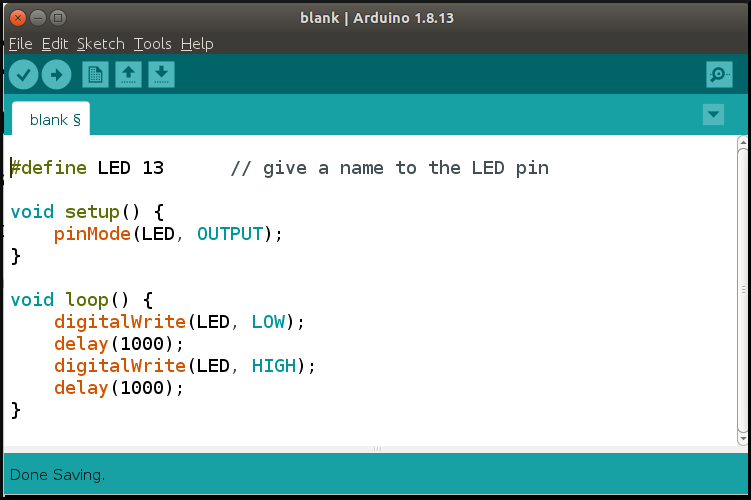 blank | Arduino 1.8.13
File Edit Sketch Tools Help
blank §
#define LED 13      // give a name to the LED pin
void setup() {
    pinMode(LED, OUTPUT);
}
void loop() {
    digitalWrite(LED, LOW);
    delay(1000);
    digitalWrite(LED, HIGH);
    delay(1000);
}
Done Saving.